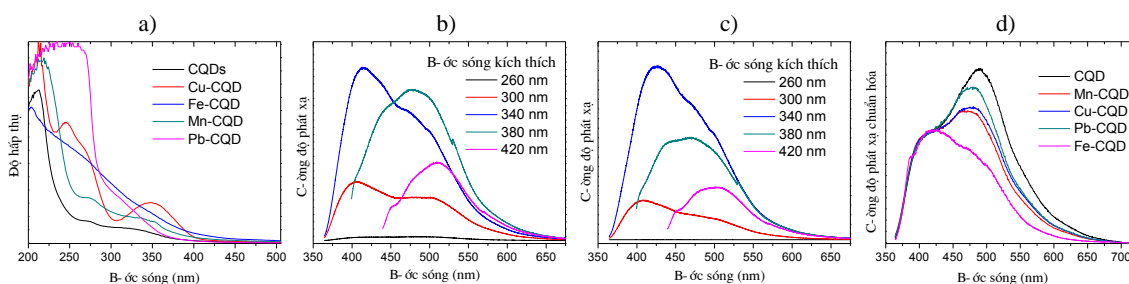 a)
b)
c)
d)
Độ hấp thụ
CQDs
Cu-CQD
Fe-CQD
Mn-CQD
Pb-CQD
200 250 300 350 400 450 500
B- ớc sóng (nm)
C- ờng độ phát xạ
B- ớc sóng kích thích
260 nm
300 nm
340 nm
380 nm
420 nm
350 400 450 500 550 600 650
B- ớc sóng (nm)
C- ờng độ phát xạ
B- ớc sóng kích thích
260 nm
300 nm
340 nm
380 nm
420 nm
350 400 450 500 550 600 650
B- ớc sóng (nm)
C- ờng độ phát xạ chuẩn hóa
CQD
Mn-CQD
Cu-CQD
Pb-CQD
Fe-CQD
350 400 450 500 550 600 650 700
B- ớc sóng (nm)